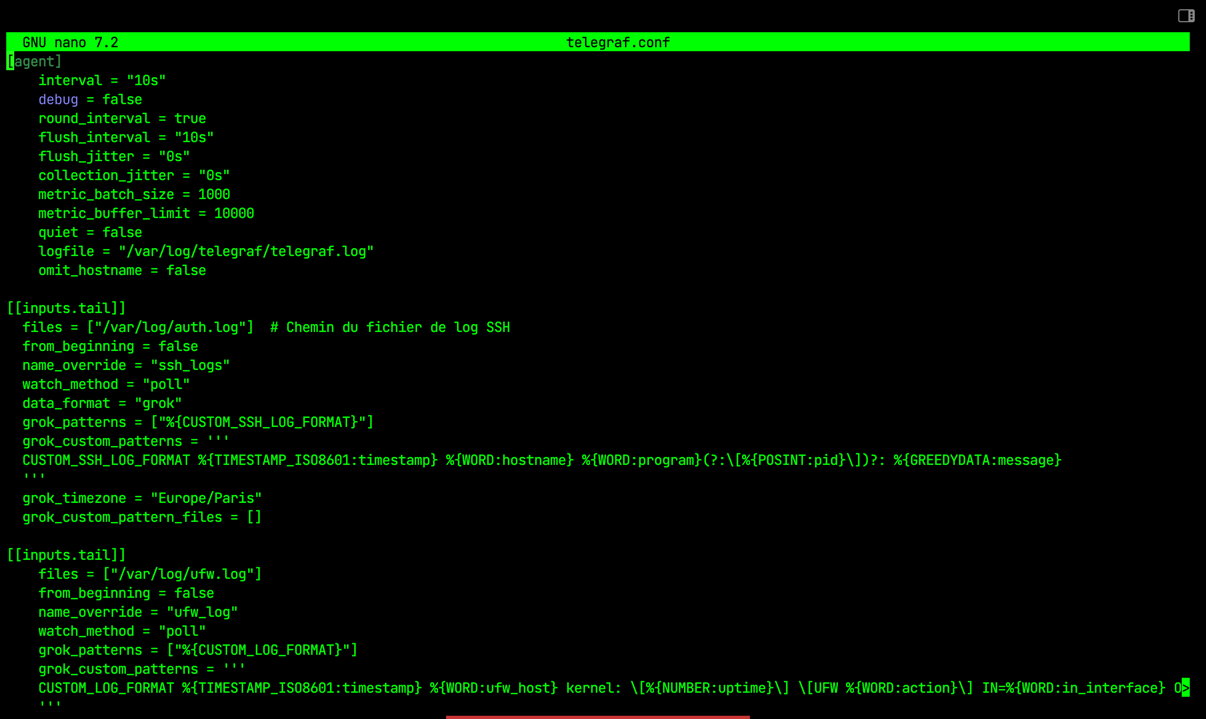 GNU nano 7.2 telegraf.conf
[agent]
interval = "10s"
debug = false
round_interval = true
flush_interval = "10s"
flush_jitter = "0s"
collection_jitter = "0s"
metric_batch_size = 1000
metric_buffer_limit = 10000
quiet = false
logfile = "/var/log/telegraf/telegraf.log"
omit_hostname = false
[[inputs.tail]]
files = ["/var/log/auth.log"]  # Chemin du fichier de log SSH
from_beginning = false
name_override = "ssh_logs"
watch_method = "poll"
data_format = "grok"
grok_patterns = ["%{CUSTOM_SSH_LOG_FORMAT}"]
grok_custom_patterns = '''
CUSTOM_SSH_LOG_FORMAT %{TIMESTAMP_ISO8601:timestamp} %{WORD:hostname} %{WORD:program}(?:\[%{POSINT:pid}\])?: %{GREEDYDATA:message}
'''
grok_timezone = "Europe/Paris"
grok_custom_pattern_files = []
[[inputs.tail]]
files = ["/var/log/ufw.log"]
from_beginning = false
name_override = "ufw_log"
watch_method = "poll"
grok_patterns = ["%{CUSTOM_LOG_FORMAT}"]
grok_custom_patterns = '''
CUSTOM_LOG_FORMAT %{TIMESTAMP_ISO8601:timestamp} %{WORD:ufw_host} kernel: \[%{NUMBER:uptime}\] \[UFW %{WORD:action}\] IN=%{WORD:in_interface} O>
'''